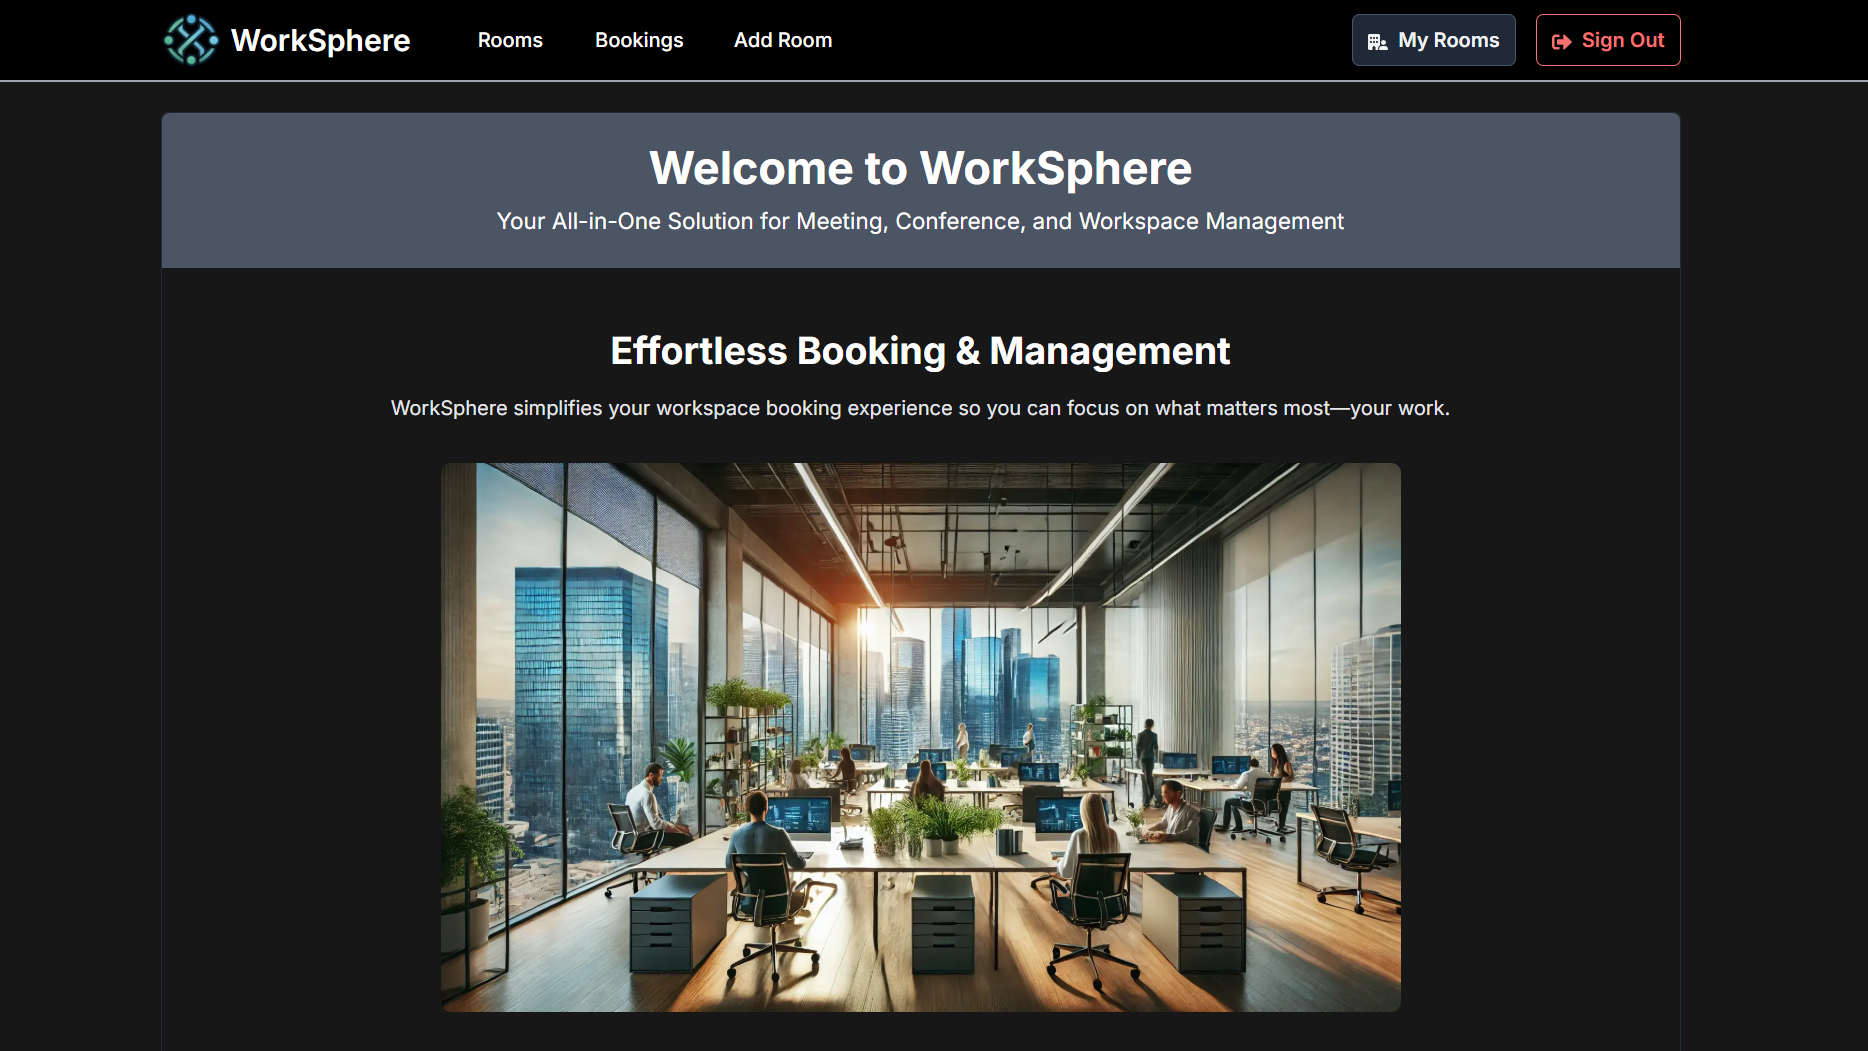 WorkSphere
Rooms
Bookings
Add Room
My Rooms
Sign Out
Welcome to WorkSphere
Your All-in-One Solution for Meeting, Conference, and Workspace Management
Effortless Booking & Management
WorkSphere simplifies your workspace booking experience so you can focus on what matters most—your work.